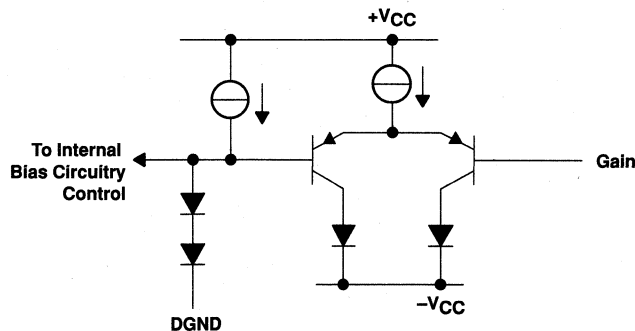 +VCC
To Internal
Bias Circuitry
Control
Gain
–VCC
DGND